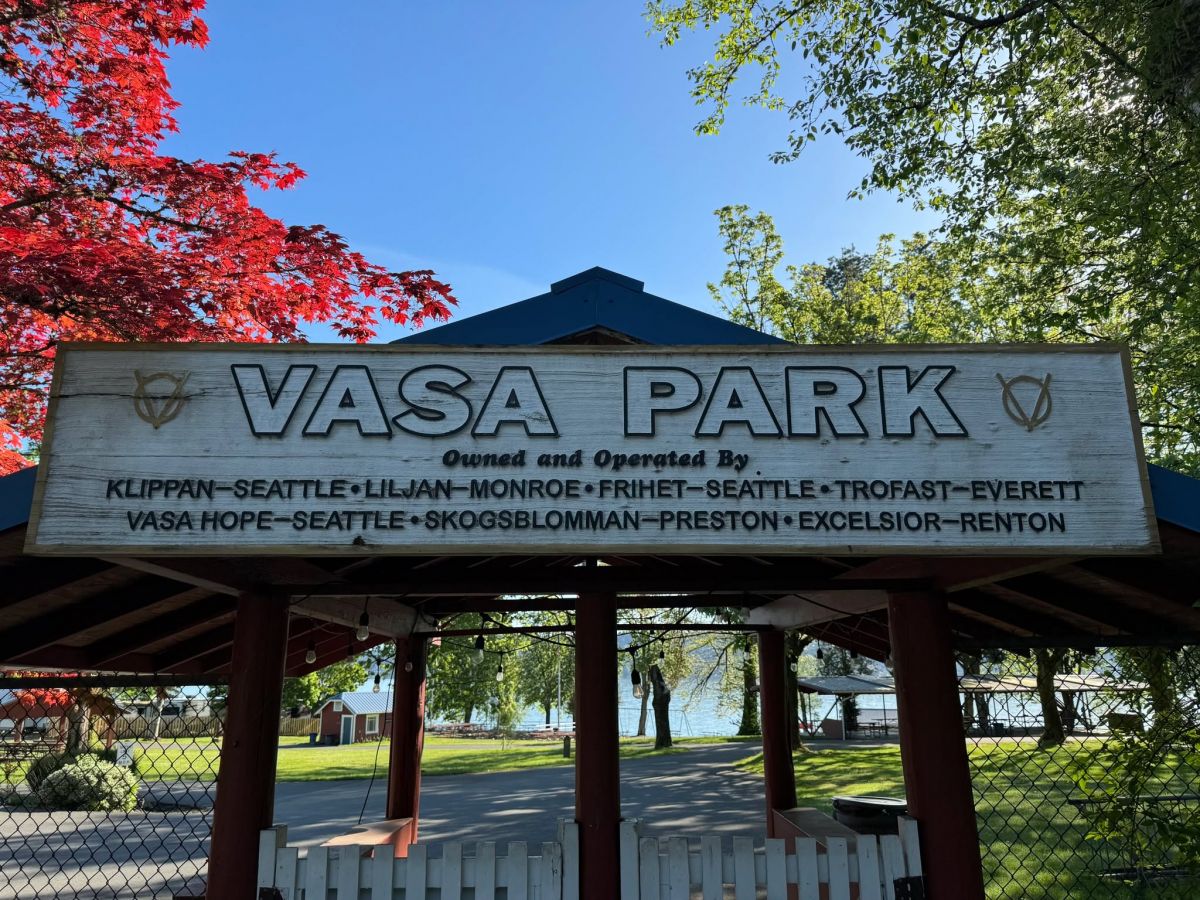 VASA PARK
Owned and Operated By
KLIPPAN–SEATTLE•LILJAN–MONROE•FRIHET–SEATTLE•TROFAST–EVERETT
VASA HOPE–SEATTLE•SKOGSBLOMMAN–PRESTON•EXCELSIOR–RENTON